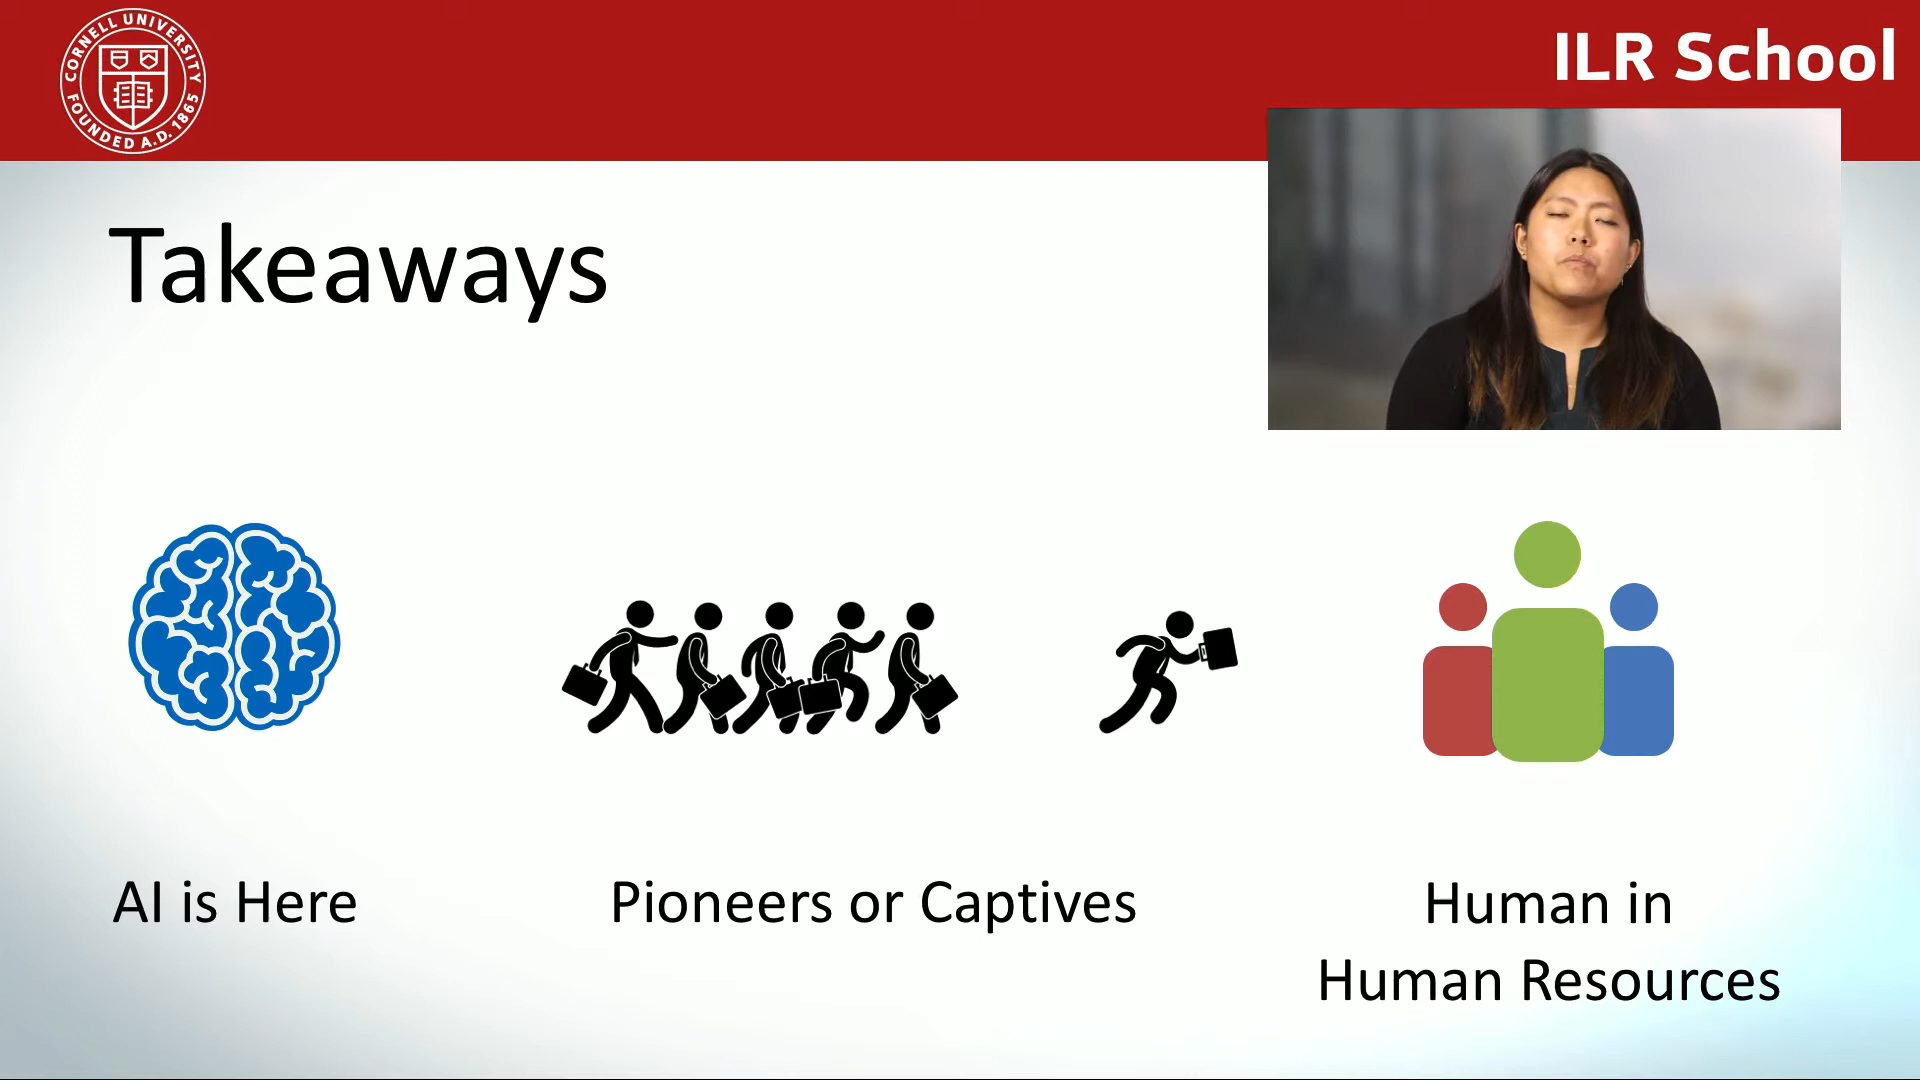 CORNELL UNIVERSITY
FOUNDED A.D. 1865
ILR School
Takeaways
AI is Here
Pioneers or Captives
Human in
Human Resources